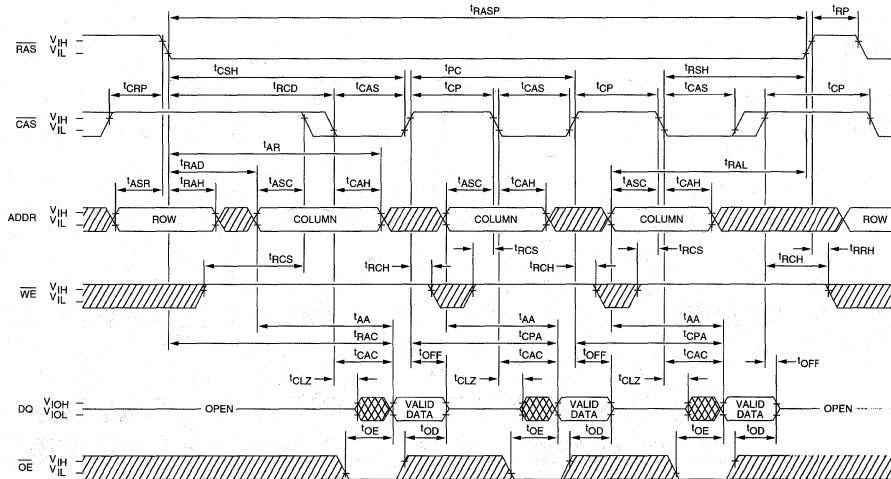 tRASP tRP
RAS VIH
VIL
tCSH tPC tRSH
tCRP tRCD tCAS tCP tCAS tCP tCAS tCP
CAS VIH
VIL
tAR
tRAD tRAL
tASR tRAH tASC tCAH tASC tCAH tASC tCAH
ADDR VIH
VIL
ROW COLUMN COLUMN COLUMN ROW
tRCS tRCH tRCS tRCH tRCS tRCH tRRH
WE VIH
VIL
tAA tAA tAA
tRAC tCPA tCPA
tCAC tOFF tCAC tOFF tCAC tOFF
tCLZ tCLZ tCLZ
DQ VIOH
VIOL
OPEN VALID DATA VALID DATA VALID DATA OPEN
tOE tOD tOE tOD tOE tOD
OE VIH
VIL